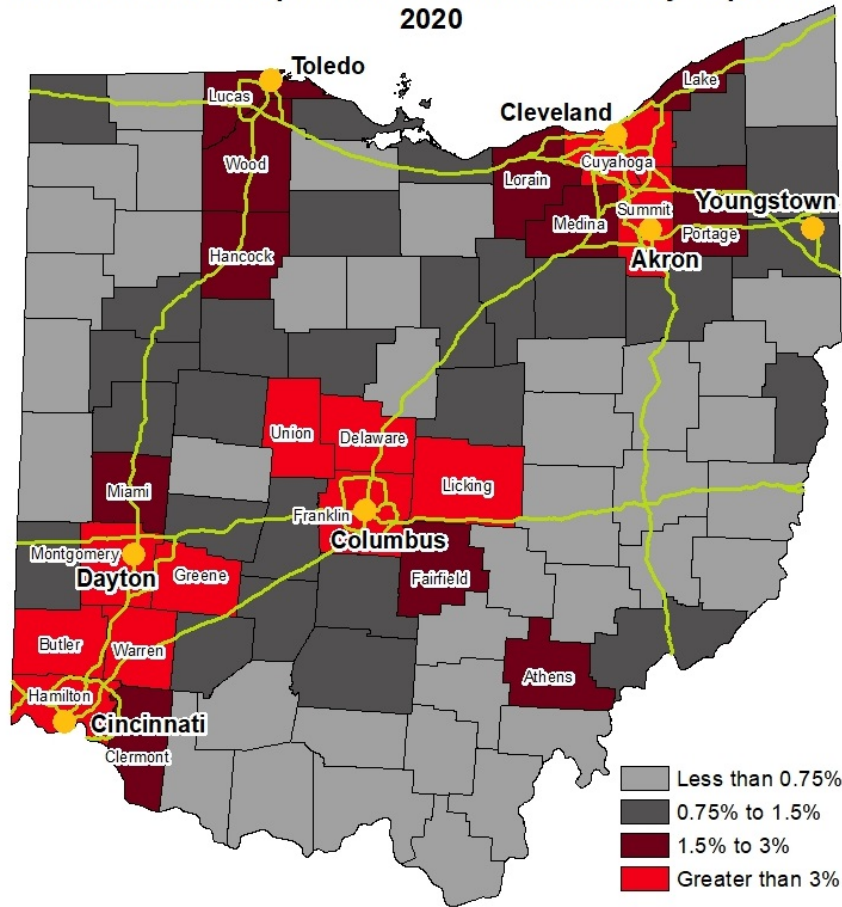 2020
Toledo
Lucas
Lake
Cleveland
Cuyahoga
Wood
Lorain
Youngstown
Summit
Medina
Portage
Hancock
Akron
Union
Delaware
Licking
Miami
Franklin
Columbus
Montgomery
Dayton
Greene
Fairfield
Butler
Warren
Athens
Hamilton
Cincinnati
Clermont
Less than 0.75%
0.75% to 1.5%
1.5% to 3%
Greater than 3%